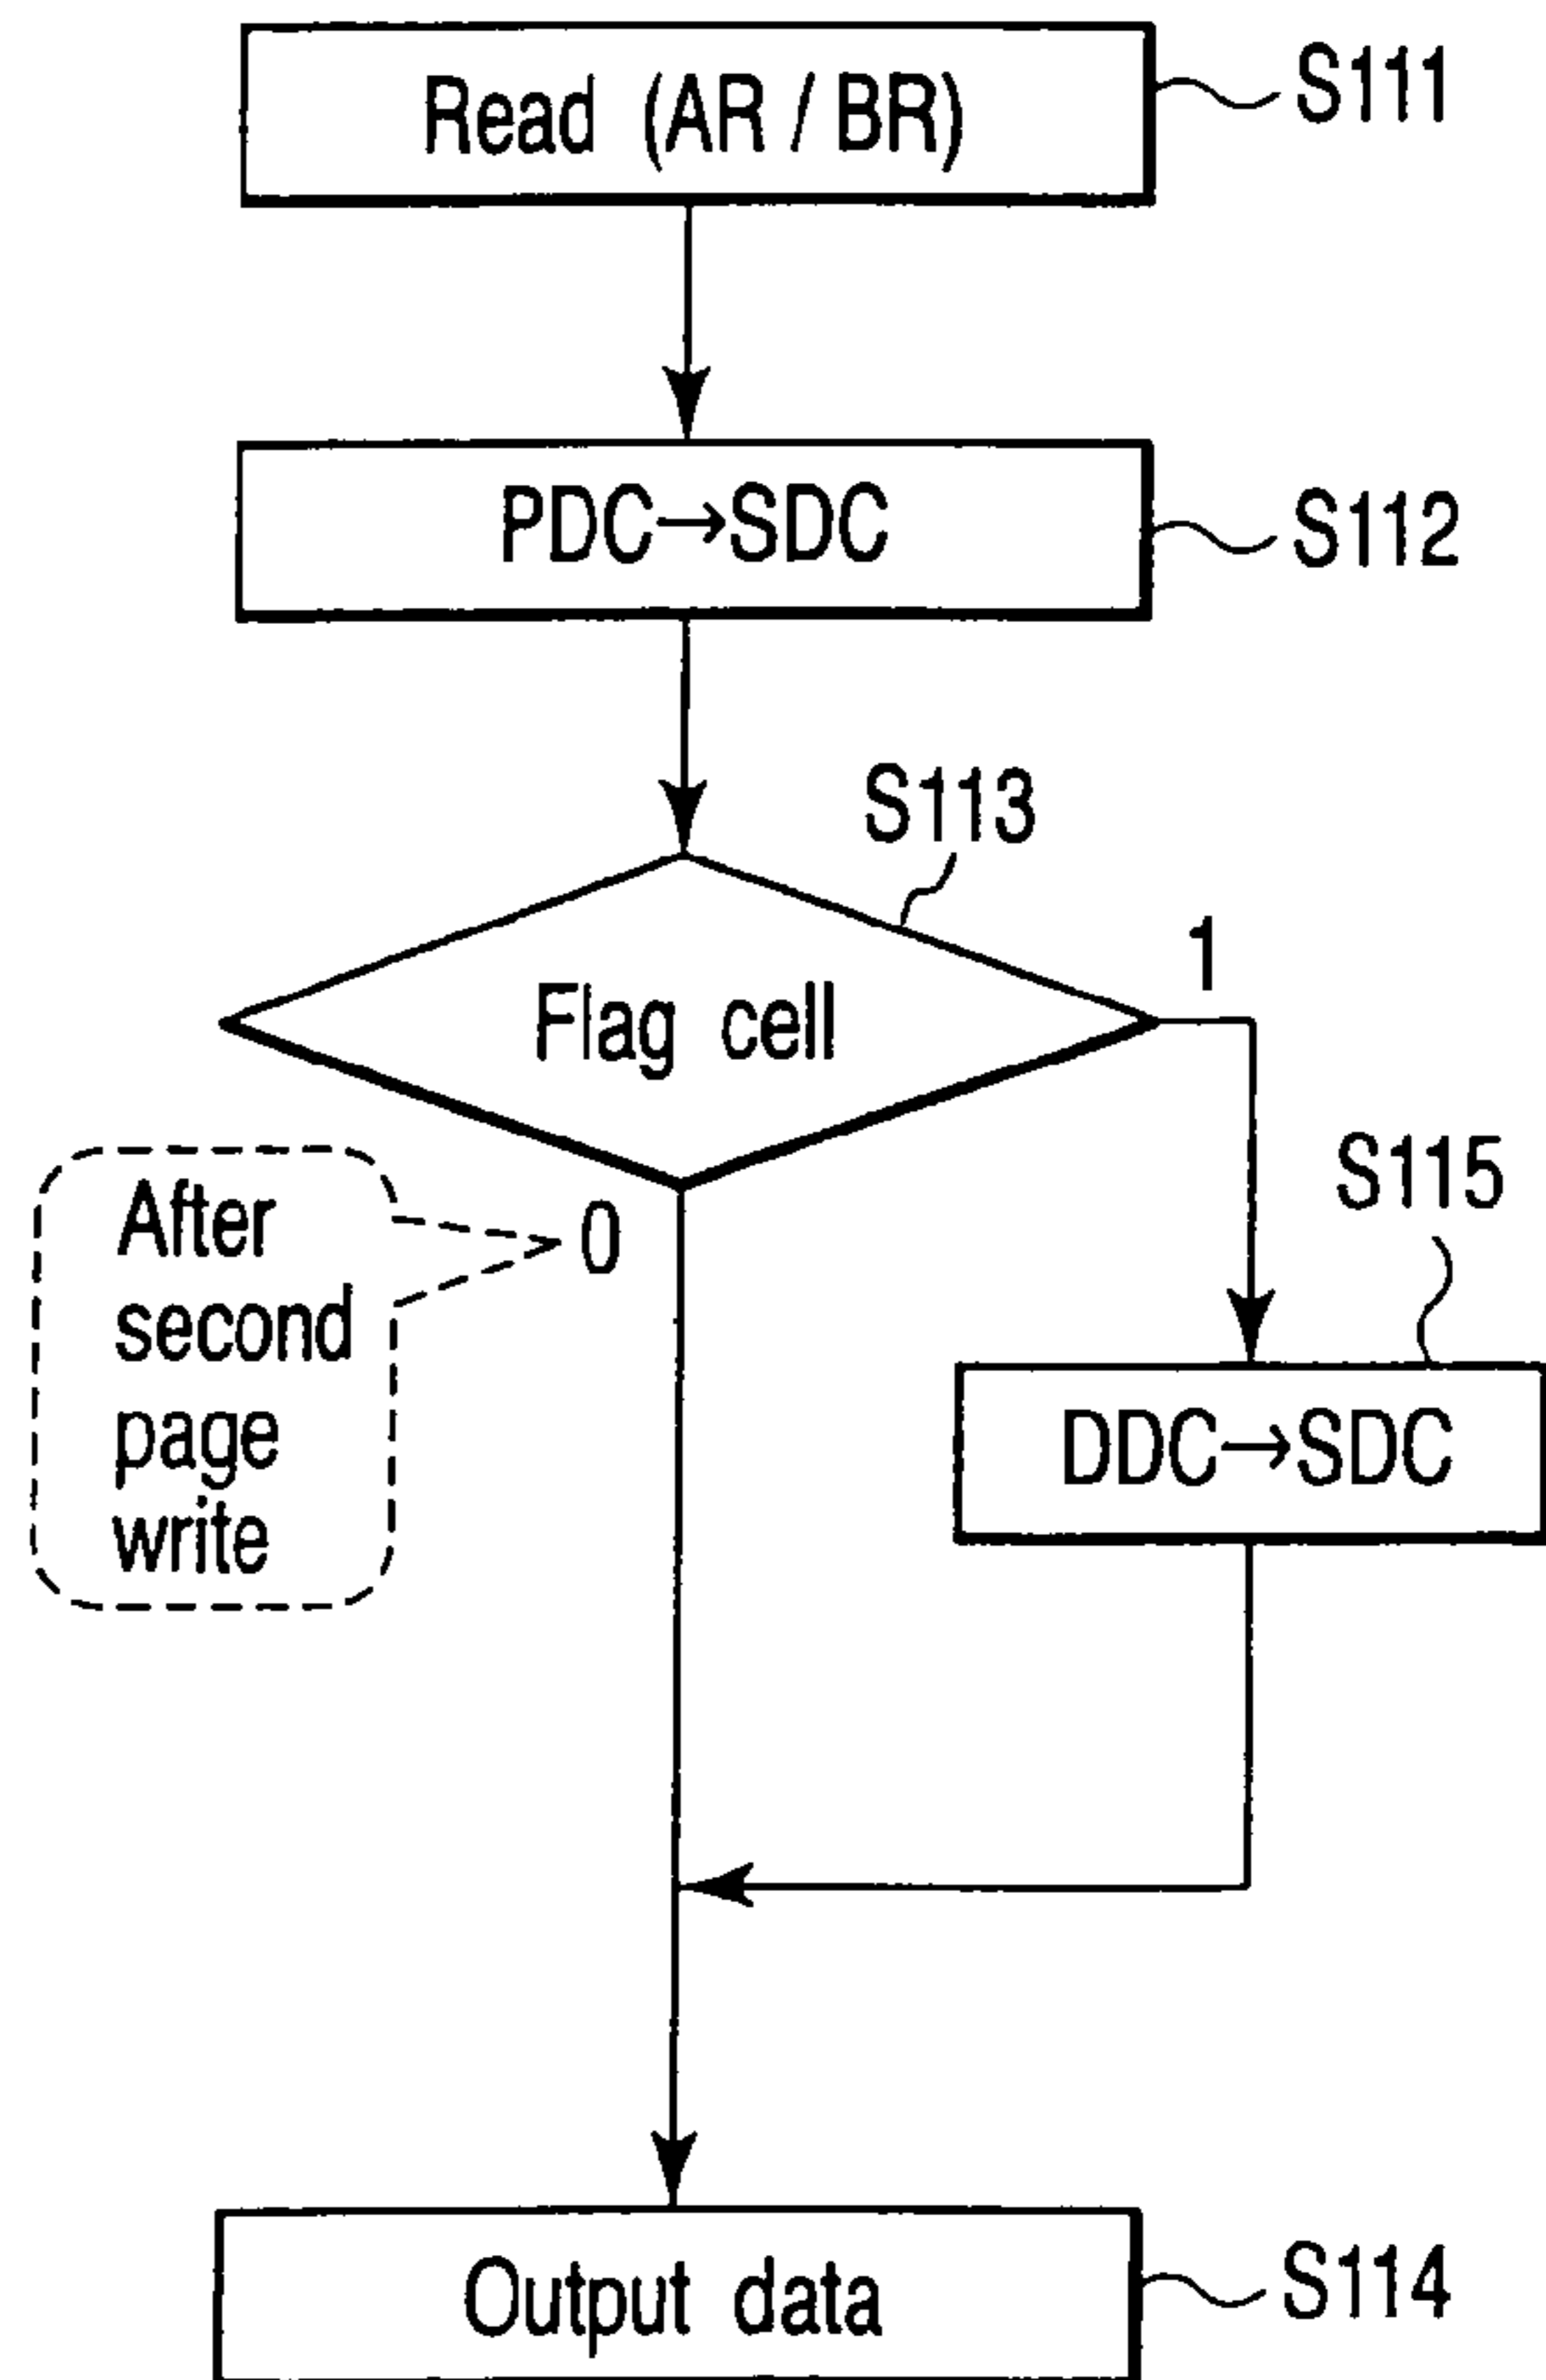 Read (AR / BR)
S111
PDC→SDC
S112
S113
Flag cell
1
0
After
second
page
write
S115
DDC→SDC
Output data
S114